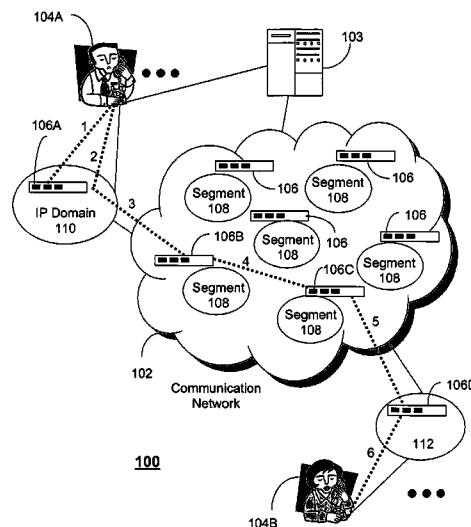 104A
103
106A
1
2
IP Domain
110
3
106
Segment
108
106
Segment
108
106
Segment
108
106
106B
Segment
108
4
106C
Segment
108
5
102
Communication
Network
106D
112
100
6
104B